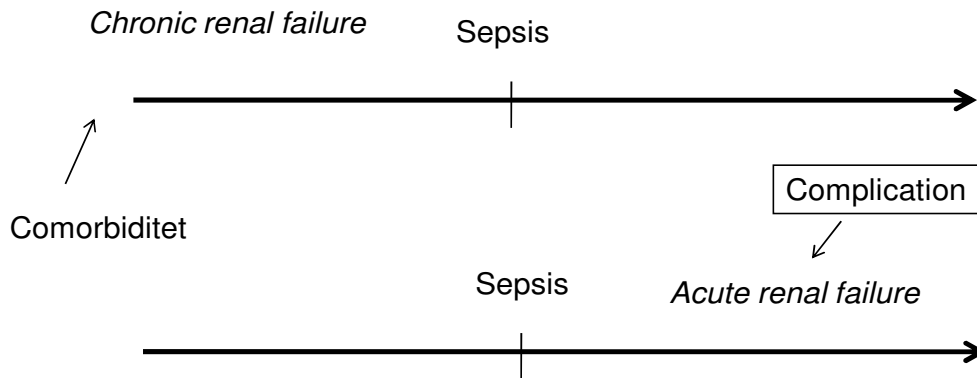 Chronic renal failure
Sepsis
Complication
Comorbiditet
Sepsis
Acute renal failure